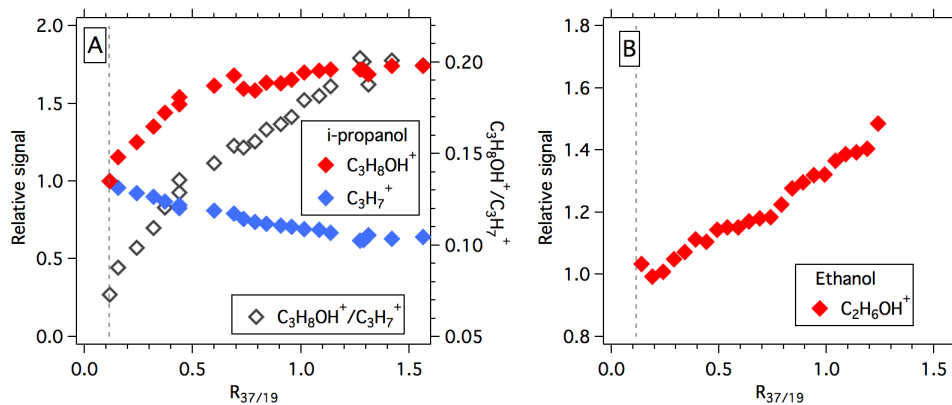 A
B
2.0
1.5
1.0
0.5
0.0
Relative signal
0.20
0.15
0.10
0.05
C₃H₈OH⁺/C₃H₇⁺
i-propanol
C₃H₈OH⁺
C₃H₇⁺
C₃H₈OH⁺/C₃H₇⁺
0.0 0.5 1.0 1.5
R₃₇/₁₉
1.8
1.6
1.4
1.2
1.0
0.8
Relative signal
Ethanol
C₂H₆OH⁺
0.0 0.5 1.0 1.5
R₃₇/₁₉